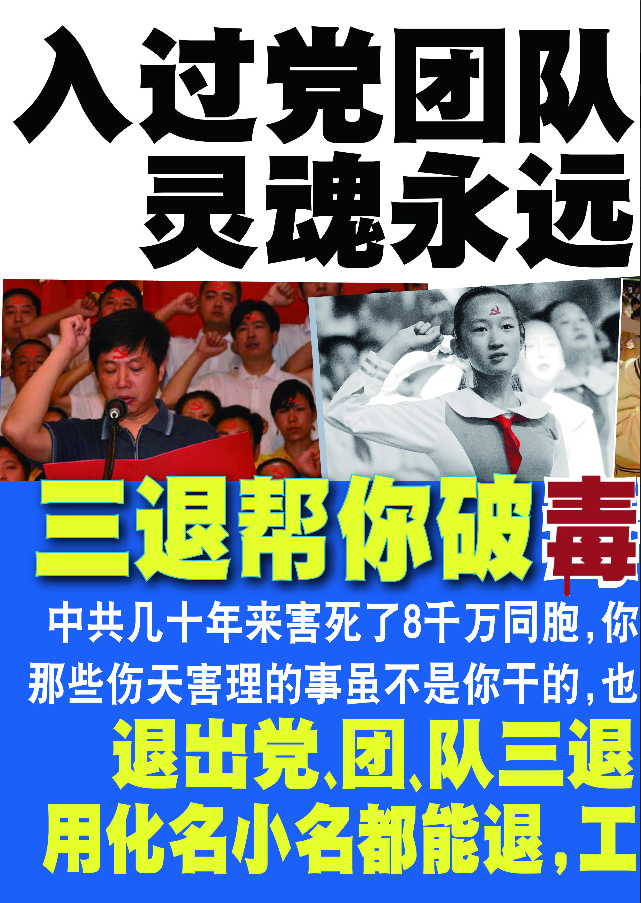 入过党团队
灵魂永远
三退帮你破毒
中共几十年来害死了8千万同胞,你
那些伤天害理的事虽不是你干的,也
退出党、团、队三退
用化名小名都能退,工